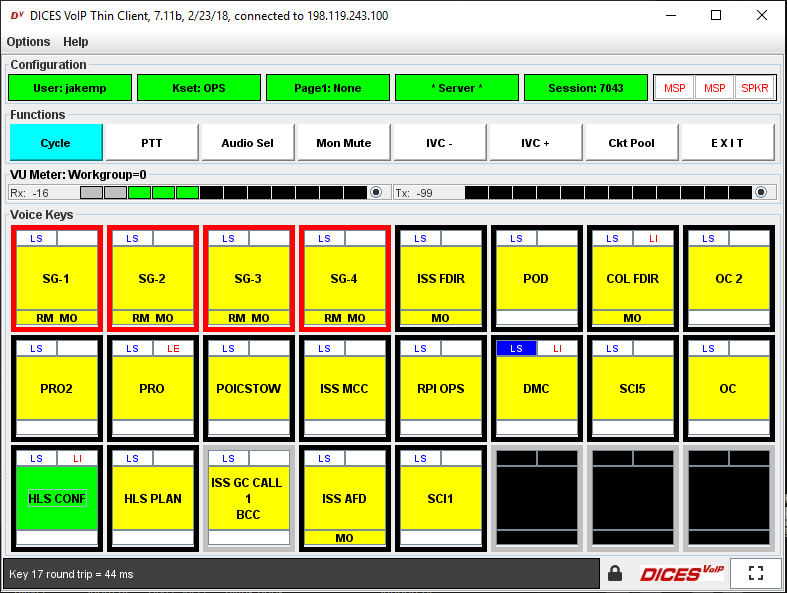 DV DICES VoIP Thin Client, 7.11b, 2/23/18, connected to 198.119.243.100
Options Help
Configuration
User: jakemp Kset: OPS Page1: None * Server * Session: 7043 MSP MSP SPKR
Functions
Cycle PTT Audio Sel Mon Mute IVC - IVC + Ckt Pool E X I T
VU Meter: Workgroup=0
Rx: -16 Tx: -99
Voice Keys
LS LS LS LS LS LS LS LI LS
SG-1 SG-2 SG-3 SG-4 ISS FDIR POD COL FDIR OC 2
RM MO RM MO RM MO RM MO MO MO
LS LS LE LS LS LS LS LI LS LS
PRO2 PRO POICSTOW ISS MCC RPI OPS DMC SCI5 OC
LS LI LS LS LS LS
HLS CONF HLS PLAN ISS GC CALL 1 BCC ISS AFD SCI1
MO
Key 17 round trip = 44 ms DICES VoIP